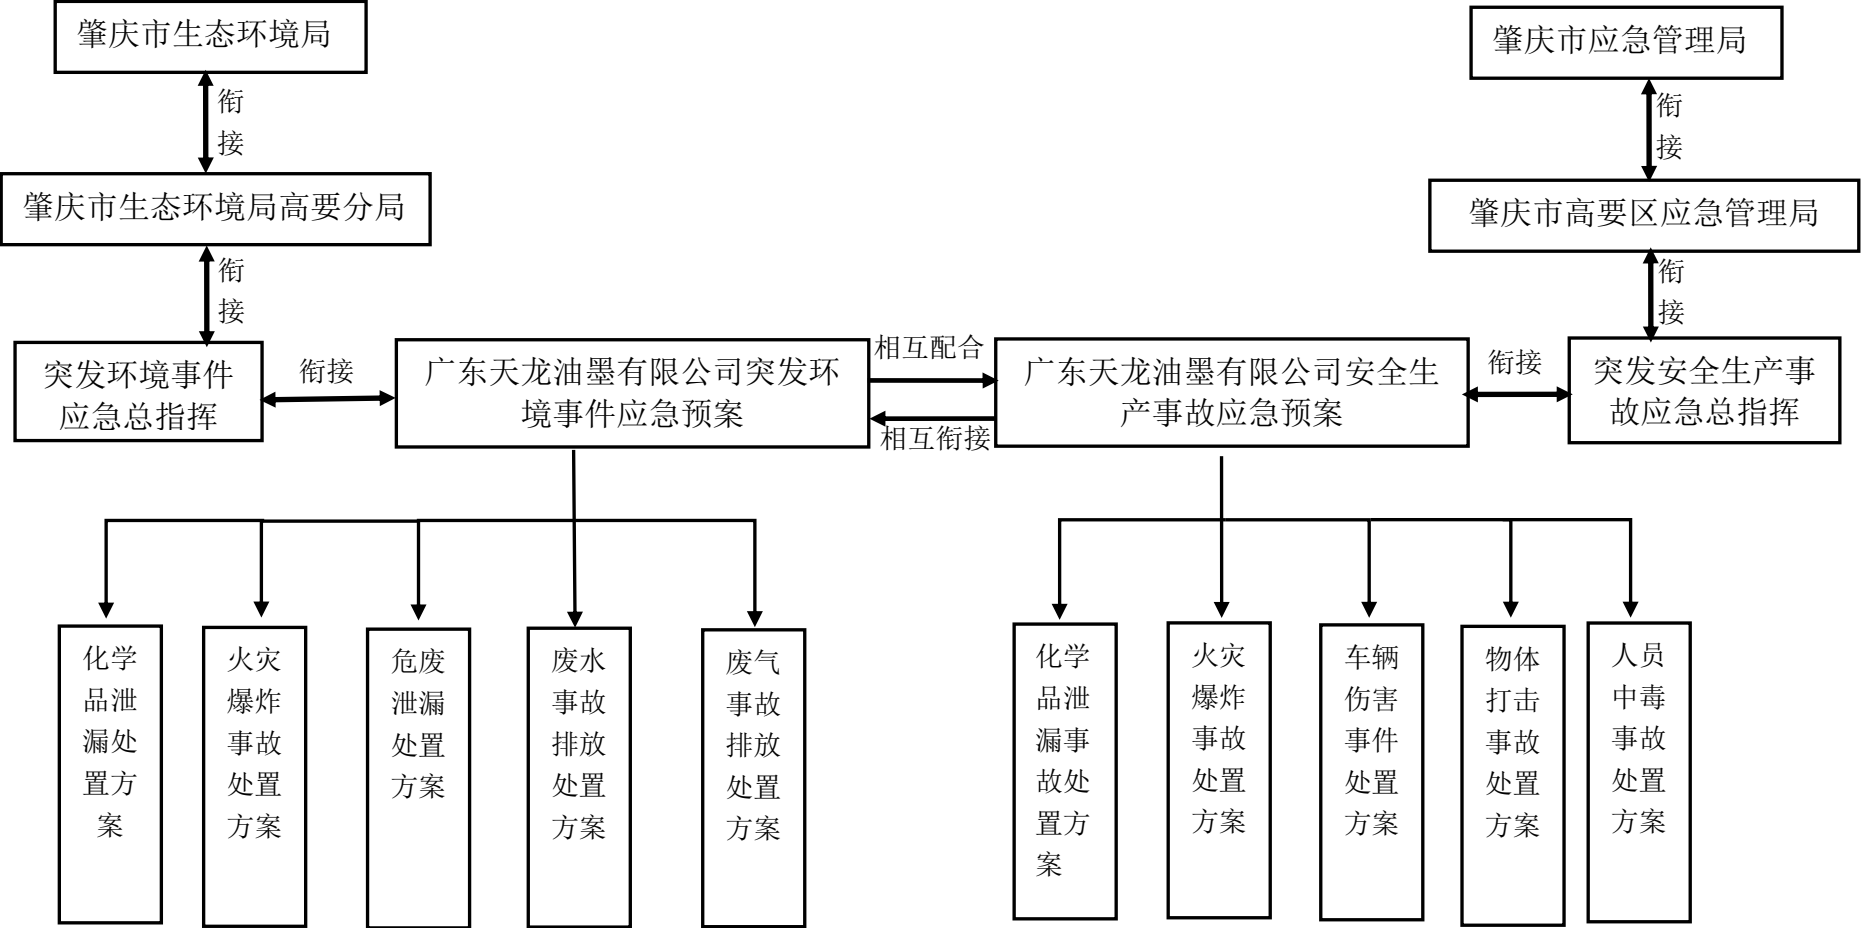 肇庆市生态环境局
肇庆市应急管理局
衔
接
衔
接
肇庆市生态环境局高要分局
肇庆市高要区应急管理局
衔
接
衔
接
突发环境事件
应急总指挥
衔接
广东天龙油墨有限公司突发环
境事件应急预案
相互配合
相互衔接
广东天龙油墨有限公司安全生
产事故应急预案
衔接
突发安全生产事
故应急总指挥
化学
品泄
漏处
置方
案
火灾
爆炸
事故
处置
方案
危废
泄漏
处置
方案
废水
事故
排放
处置
方案
废气
事故
排放
处置
方案
化学
品泄
漏事
故处
置方
案
火灾
爆炸
事故
处置
方案
车辆
伤害
事件
处置
方案
物体
打击
事故
处置
方案
人员
中毒
事故
处置
方案